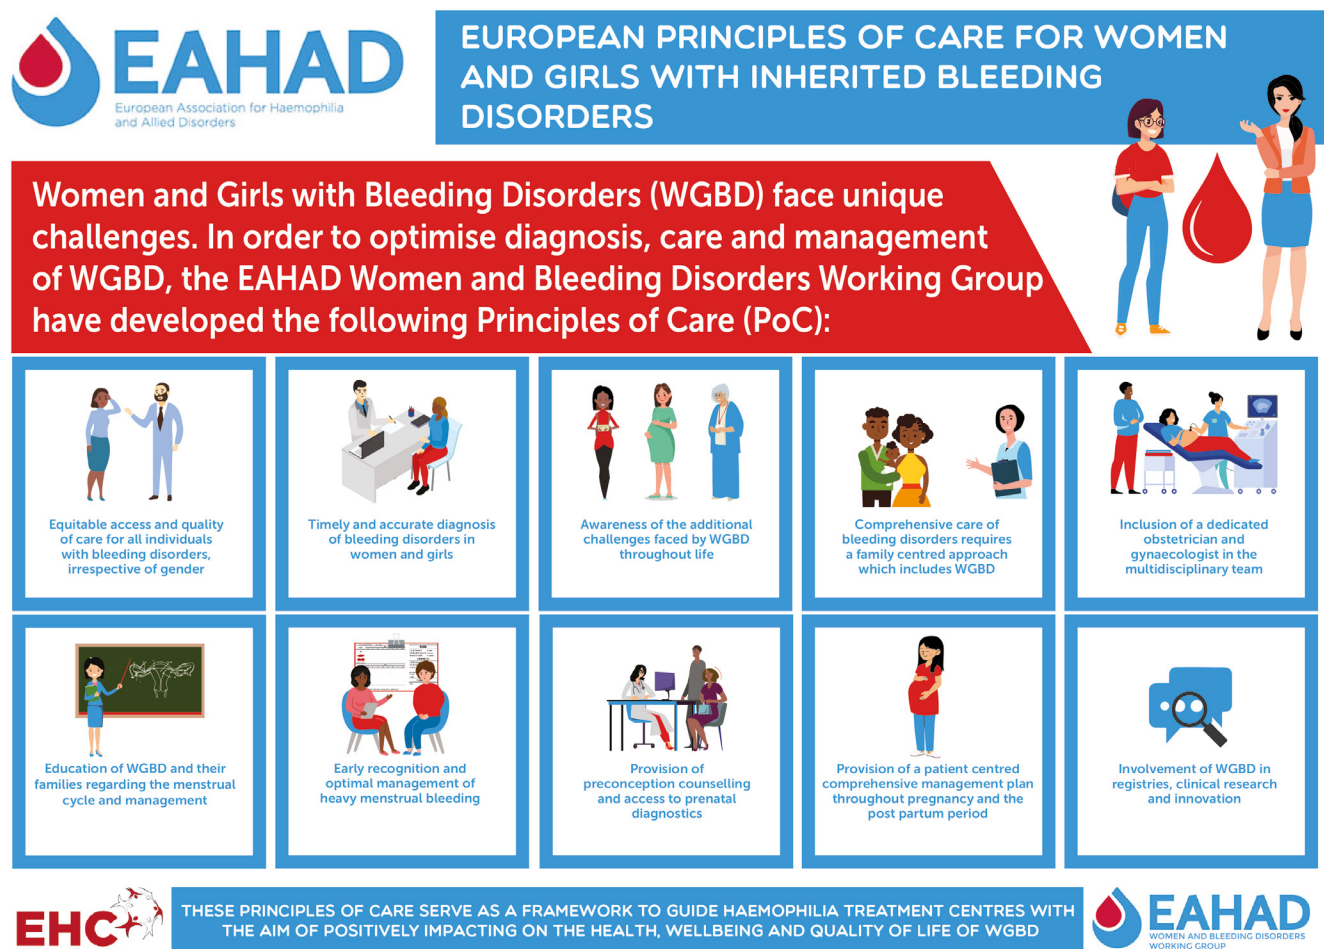 EAHAD
European Association for Haemophilia
and Allied Disorders
EUROPEAN PRINCIPLES OF CARE FOR WOMEN
AND GIRLS WITH INHERITED BLEEDING
DISORDERS
Women and Girls with Bleeding Disorders (WGBD) face unique
challenges. In order to optimise diagnosis, care and management
of WGBD, the EAHAD Women and Bleeding Disorders Working Group
have developed the following Principles of Care (PoC):
Equitable access and quality
of care for all individuals
with bleeding disorders,
irrespective of gender
Timely and accurate diagnosis
of bleeding disorders in
women and girls
Awareness of the additional
challenges faced by WGBD
throughout life
Comprehensive care of
bleeding disorders requires
a family centred approach
which includes WGBD
Inclusion of a dedicated
obstetrician and
gynaecologist in the
multidisciplinary team
Education of WGBD and their
families regarding the menstrual
cycle and management
Early recognition and
optimal management of
heavy menstrual bleeding
Provision of
preconception counselling
and access to prenatal
diagnostics
Provision of a patient centred
comprehensive management plan
throughout pregnancy and the
post partum period
Involvement of WGBD in
registries, clinical research
and innovation
EHC
THESE PRINCIPLES OF CARE SERVE AS A FRAMEWORK TO GUIDE HAEMOPHILIA TREATMENT CENTRES WITH
THE AIM OF POSITIVELY IMPACTING ON THE HEALTH, WELLBEING AND QUALITY OF LIFE OF WGBD
EAHAD
WOMEN AND BLEEDING DISORDERS
WORKING GROUP